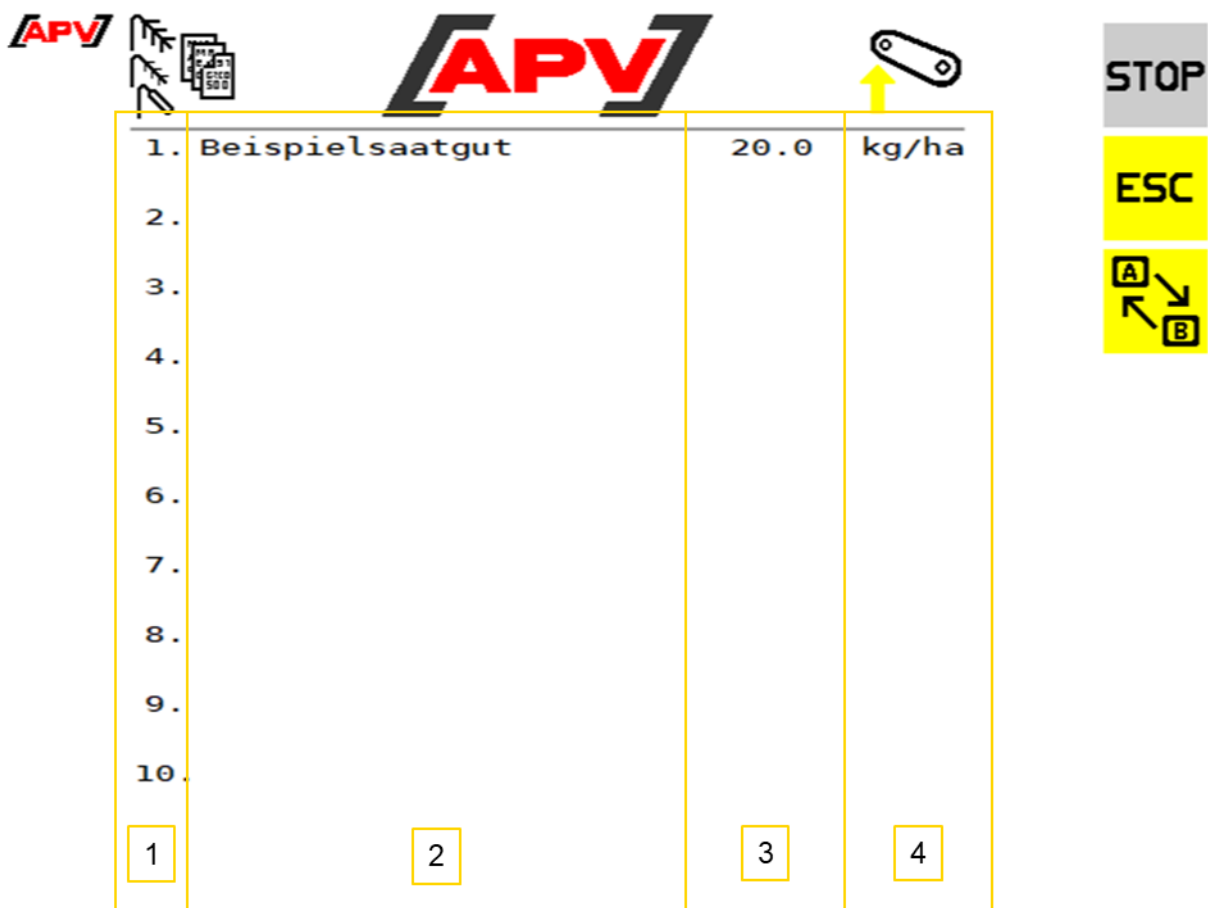 APV
APV
STOP
1. Beispielsaatgut 20.0 kg/ha
ESC
2.
3.
A
B
4.
5.
6.
7.
8.
9.
10.
1 2 3 4